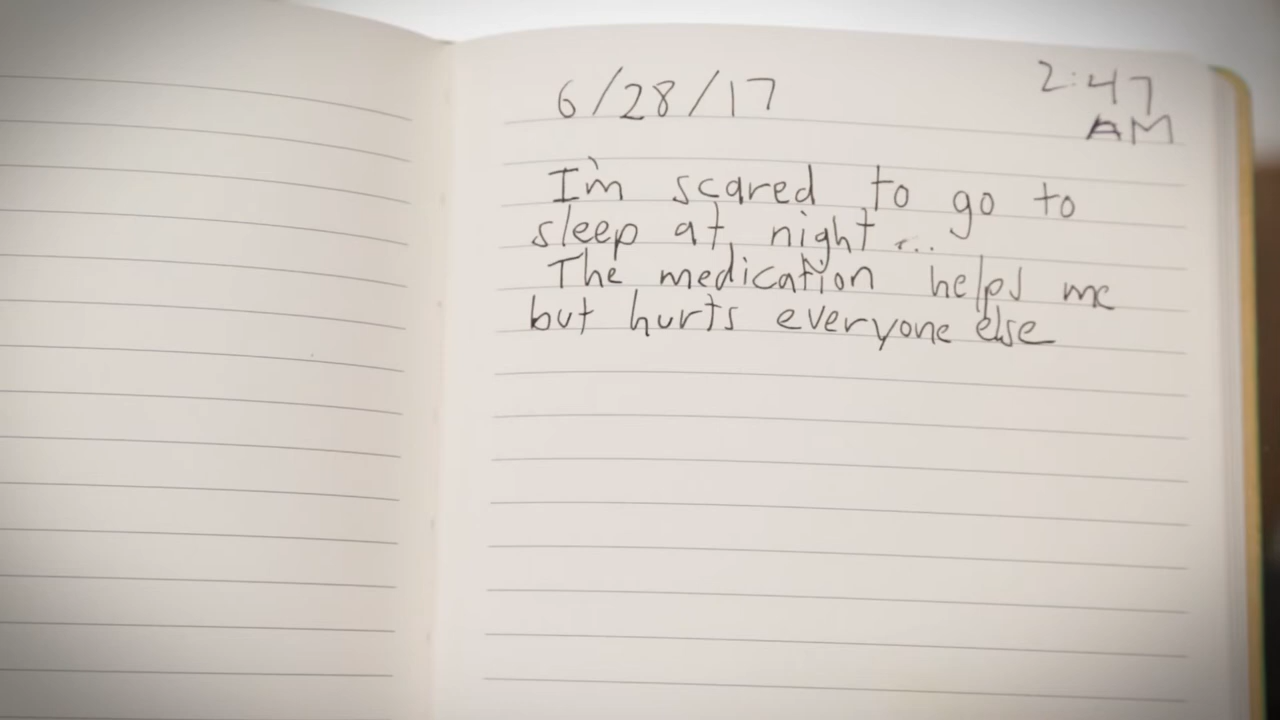 6/28/17
2:47
AM
I'm scared to go to
sleep at night ...
The medication helps me
but hurts everyone else